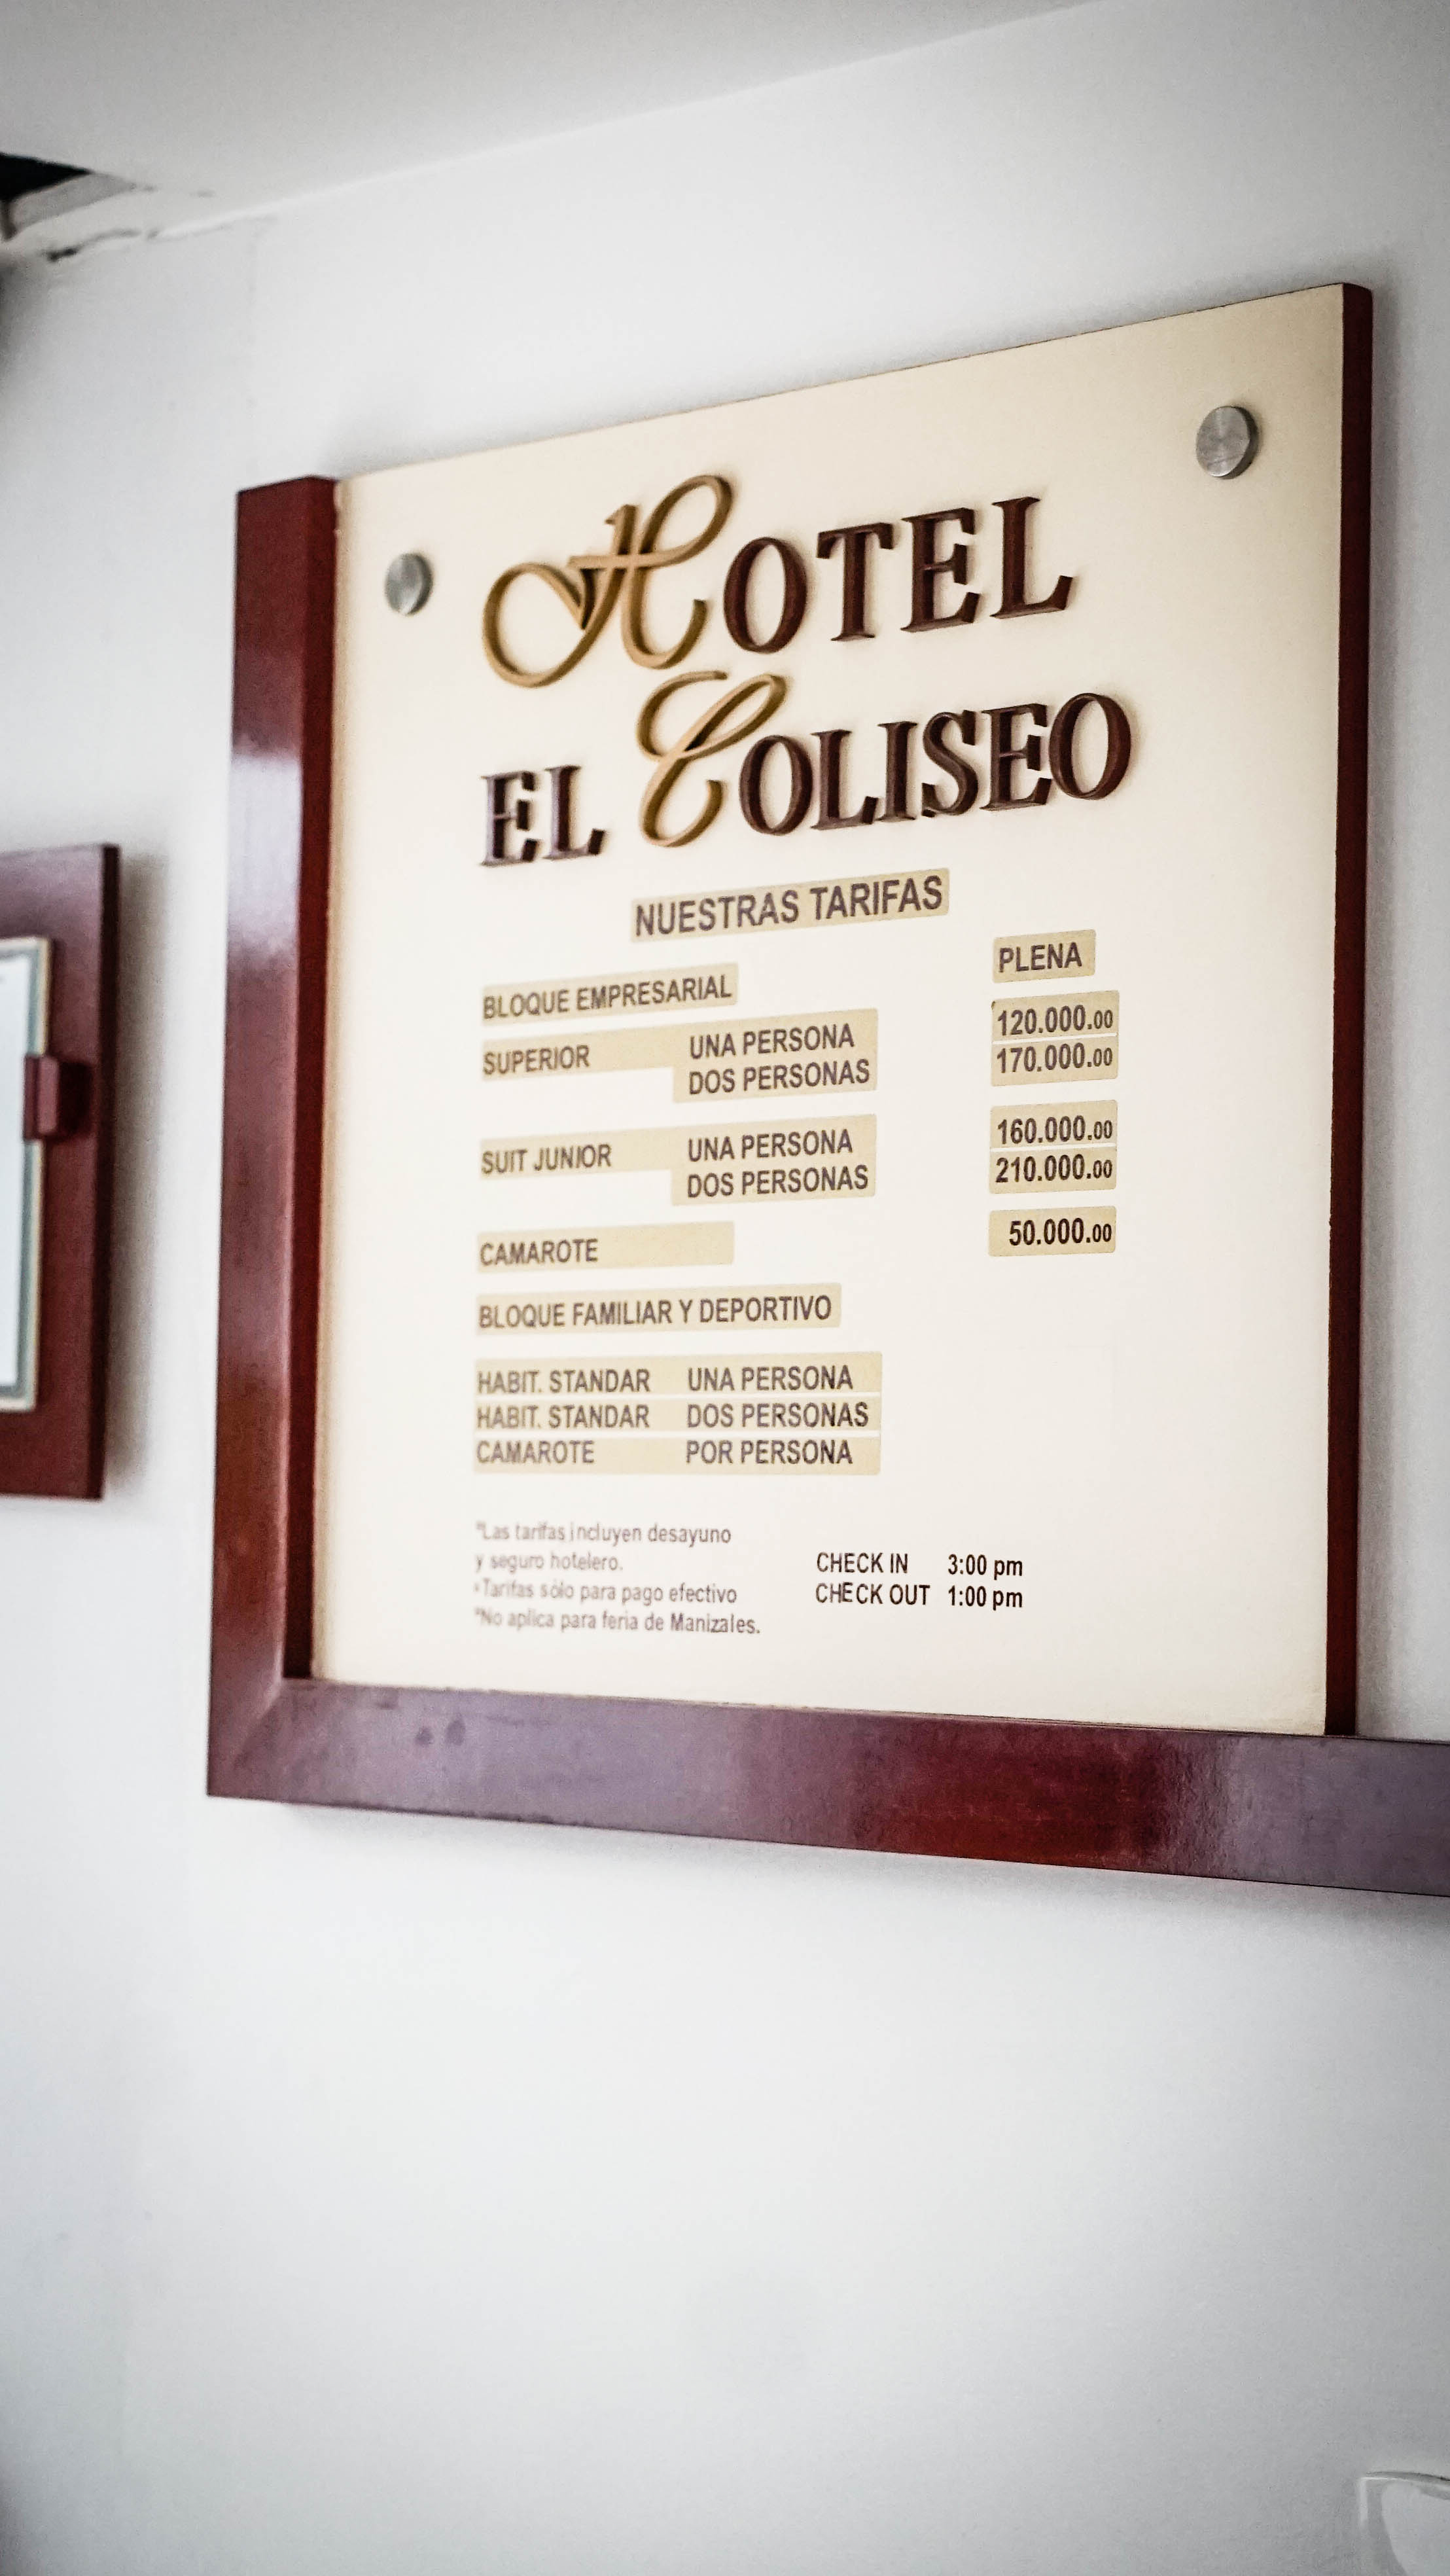 HOTEL
EL COLISEO
NUESTRAS TARIFAS
PLENA
BLOQUE EMPRESARIAL
SUPERIOR UNA PERSONA 120.000.00
DOS PERSONAS 170.000.00
SUIT JUNIOR UNA PERSONA 160.000.00
DOS PERSONAS 210.000.00
CAMAROTE 50.000.00
BLOQUE FAMILIAR Y DEPORTIVO
HABIT. STANDAR UNA PERSONA
HABIT. STANDAR DOS PERSONAS
CAMAROTE POR PERSONA
*Las tarifas incluyen desayuno
y seguro hotelero.
*Tarifas sólo para pago efectivo
*No aplica para feria de Manizales.
CHECK IN 3:00 pm
CHECK OUT 1:00 pm